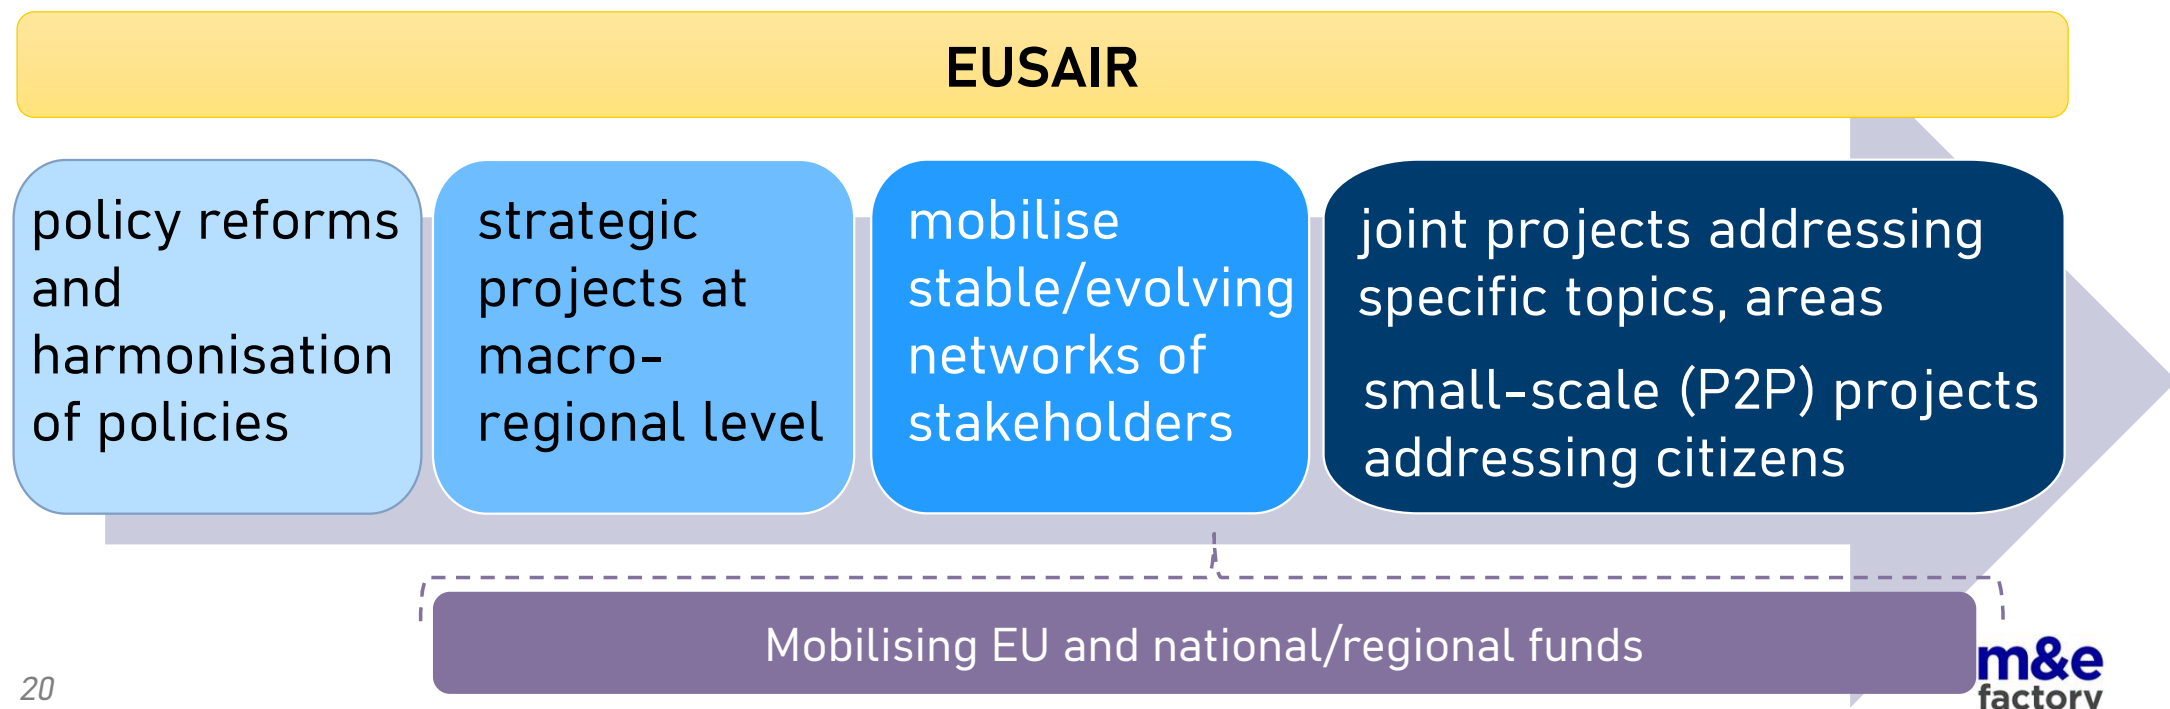 EUSAIR
policy reforms
and
harmonisation
of policies
strategic
projects at
macro-
regional level
mobilise
stable/evolving
networks of
stakeholders
joint projects addressing
specific topics, areas
small-scale (P2P) projects
addressing citizens
Mobilising EU and national/regional funds
20
m&e
factory